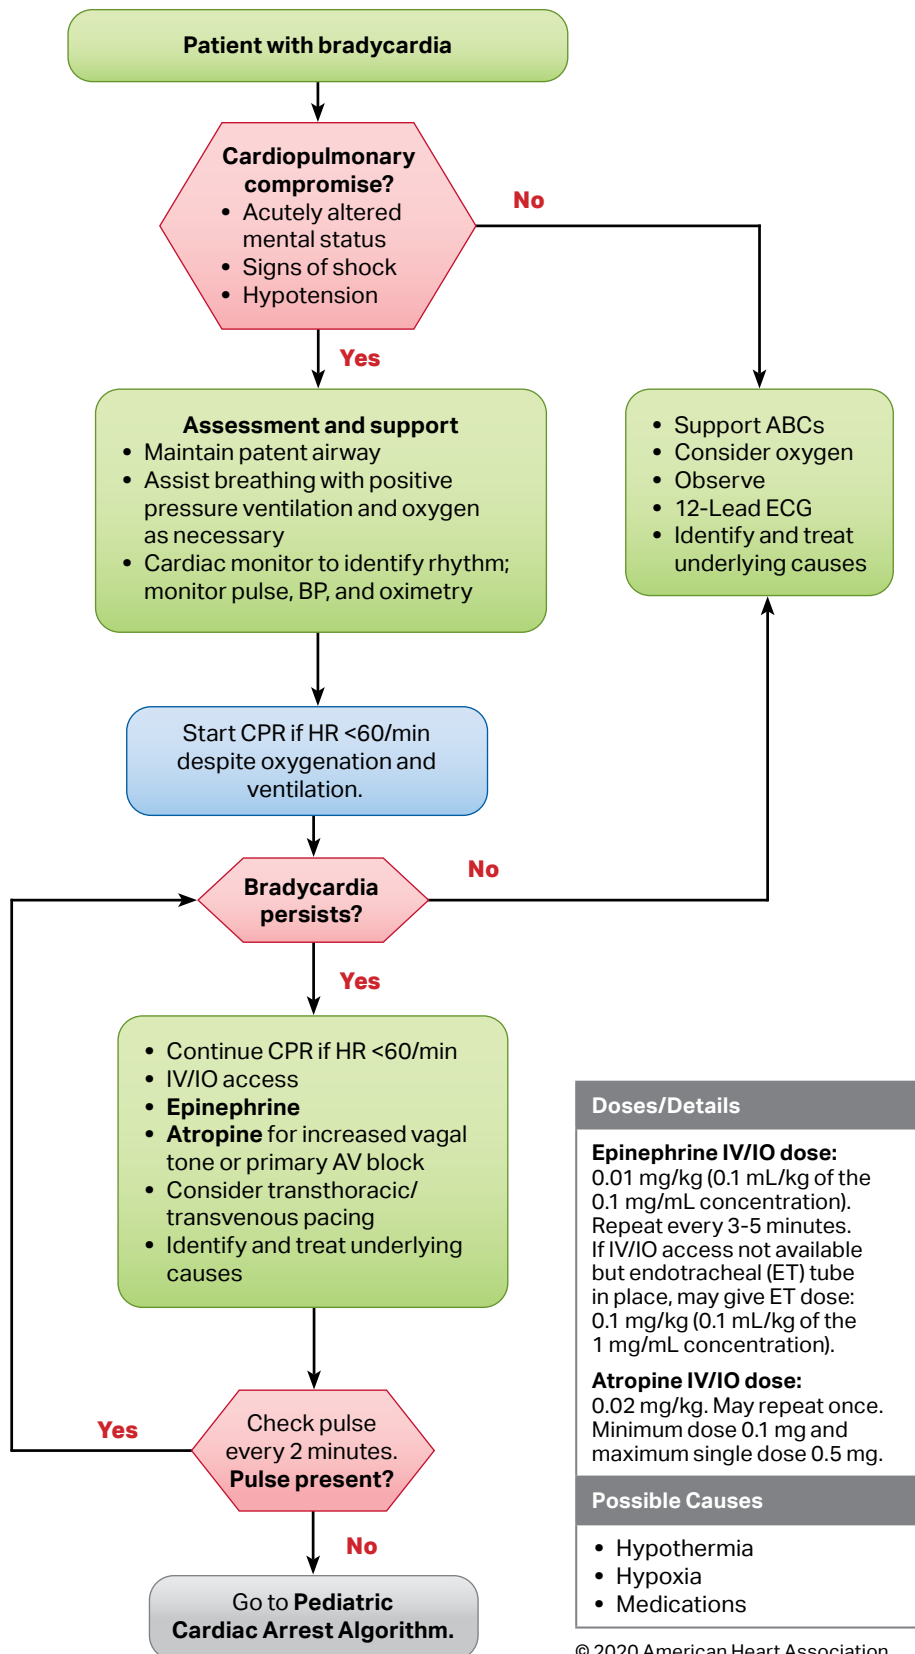 Patient with bradycardia
Cardiopulmonary
compromise?
• Acutely altered
mental status
• Signs of shock
• Hypotension
No
Yes
Assessment and support
• Maintain patent airway
• Assist breathing with positive
pressure ventilation and oxygen
as necessary
• Cardiac monitor to identify rhythm;
monitor pulse, BP, and oximetry
• Support ABCs
• Consider oxygen
• Observe
• 12-Lead ECG
• Identify and treat
underlying causes
Start CPR if HR <60/min
despite oxygenation and
ventilation.
Bradycardia
persists?
No
Yes
• Continue CPR if HR <60/min
• IV/IO access
• Epinephrine
• Atropine for increased vagal
tone or primary AV block
• Consider transthoracic/
transvenous pacing
• Identify and treat underlying
causes
Check pulse
every 2 minutes.
Pulse present?
Yes
No
Go to Pediatric
Cardiac Arrest Algorithm.
Doses/Details
Epinephrine IV/IO dose:
0.01 mg/kg (0.1 mL/kg of the
0.1 mg/mL concentration).
Repeat every 3-5 minutes.
If IV/IO access not available
but endotracheal (ET) tube
in place, may give ET dose:
0.1 mg/kg (0.1 mL/kg of the
1 mg/mL concentration).
Atropine IV/IO dose:
0.02 mg/kg. May repeat once.
Minimum dose 0.1 mg and
maximum single dose 0.5 mg.
Possible Causes
• Hypothermia
• Hypoxia
• Medications
© 2020 American Heart Association